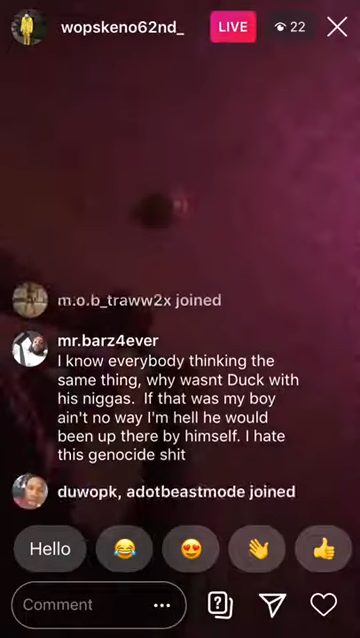 wopskeno62nd_ LIVE 22
m.o.b_traww2x joined
mr.barz4ever
I know everybody thinking the
same thing, why wasnt Duck with
his niggas. If that was my boy
ain't no way I'm hell he would
been up there by himself. I hate
this genocide shit
duwopk, adotbeastmode joined
Hello
Comment